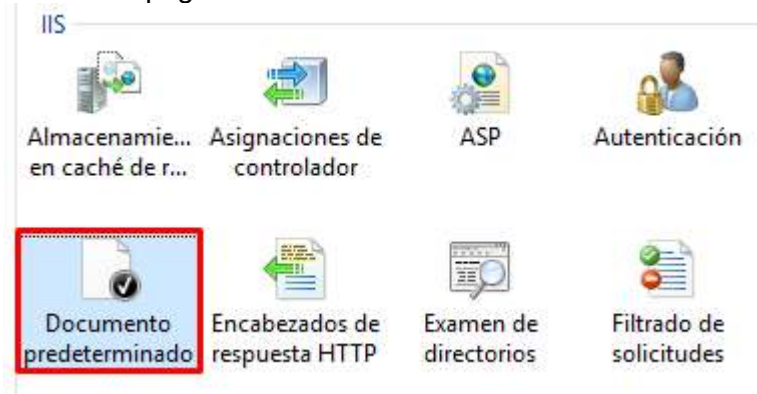 IIS
Almacenamie... Asignaciones de ASP Autenticación
en caché de r... controlador
Documento Encabezados de Examen de Filtrado de
predeterminado respuesta HTTP directorios solicitudes